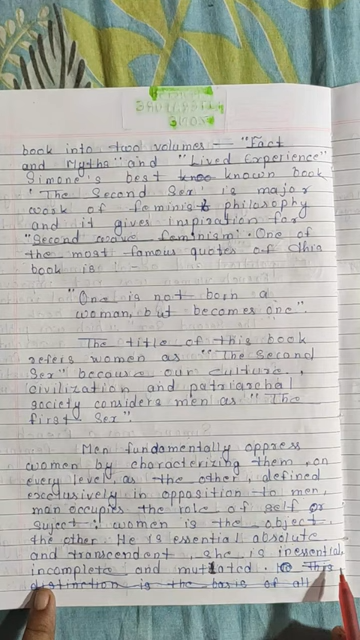 book into two volumes — "Fact
and Myths" and "Lived Experience"
Simone's best known book
'The Second Sex' is major
work of feminist philosophy
and it gives inspiration for
"Second wave feminism'. One of
the most famous quotes of this
book is :-
"One is not born a
woman, but becomes one".
The title of this book
refers women as "The Second
Sex" because our culture,
civilization and patriarchal
society considers men as "The
first Sex".
Men fundamentally oppress
women by characterizing them, on
every level, as the other, defined
exclusively in opposition to men,
man occupies the role of self or
suject : women is the object,
the other. He is essential absolute
and transcendent, she is inessential,
incomplete and mutated. This
distinction is the basis of all